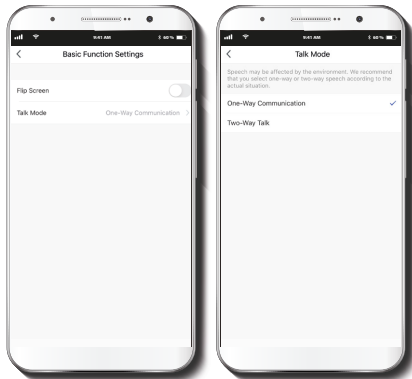 9:41 AM
60%
Basic Function Settings
Flip Screen
Talk Mode
One-Way Communication
9:41 AM
60%
Talk Mode
Speech may be affected by the environment. We recommend
that you select one-way or two-way speech according to the
actual situation.
One-Way Communication
Two-Way Talk